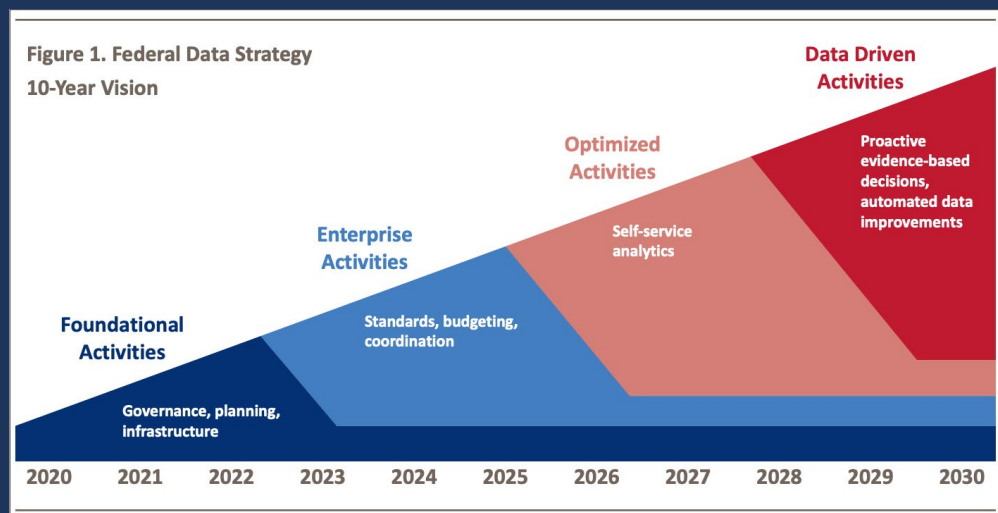 Figure 1. Federal Data Strategy
10-Year Vision
Data Driven
Activities
Proactive
evidence-based
decisions,
automated data
improvements
Optimized
Activities
Self-service
analytics
Enterprise
Activities
Standards, budgeting,
coordination
Foundational
Activities
Governance, planning,
infrastructure
2020 2021 2022 2023 2024 2025 2026 2027 2028 2029 2030